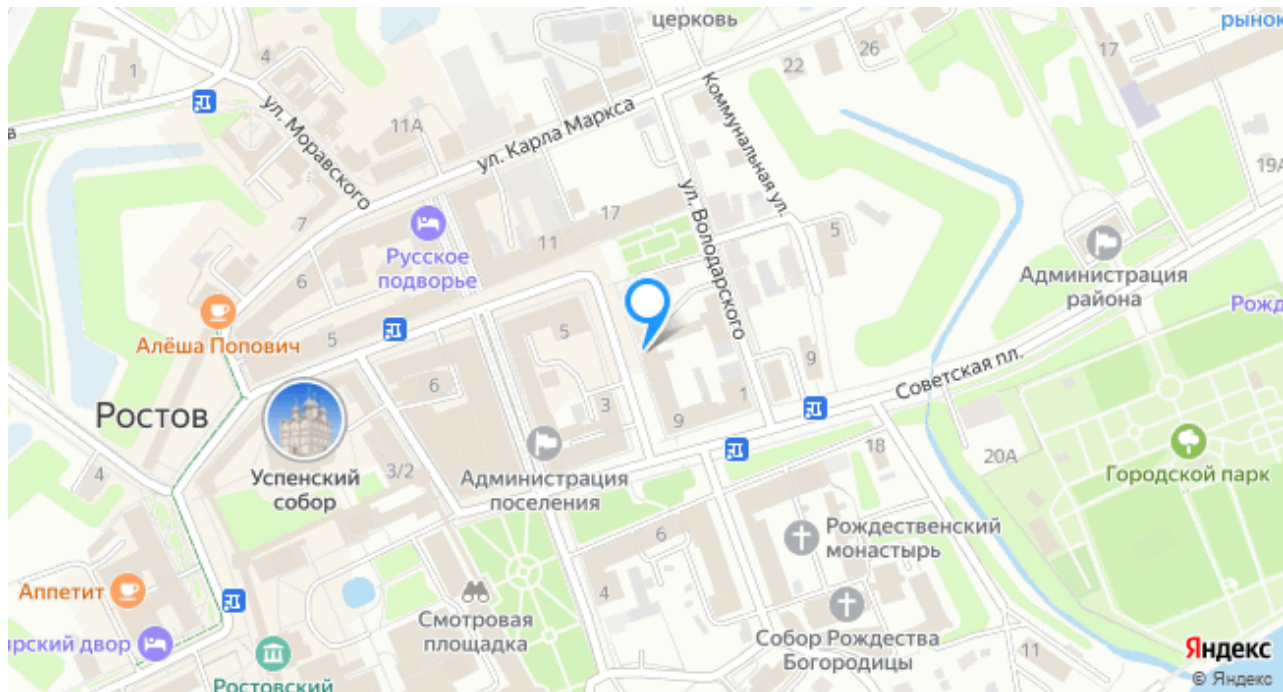 церковь
рынок
1
4
26
17
22
11А
в
ул. Моравского
ул. Карла Маркса
Коммунальная ул.
19А
7
17
ул. Володарского
5
11
Русское
подворье
Администрация
района
6
Рожд
Алёша Попович
5
5
9
Советская пл.
Ростов
6
3
1
9
4
Успенский
собор
3/2
Администрация
поселения
18
20А
Городской парк
6
Рождественский
монастырь
Аппетит
4
Смотровая
площадка
Собор Рождества
Богородицы
ирский двор
11
Яндекс
© Яндекс
Ростовский